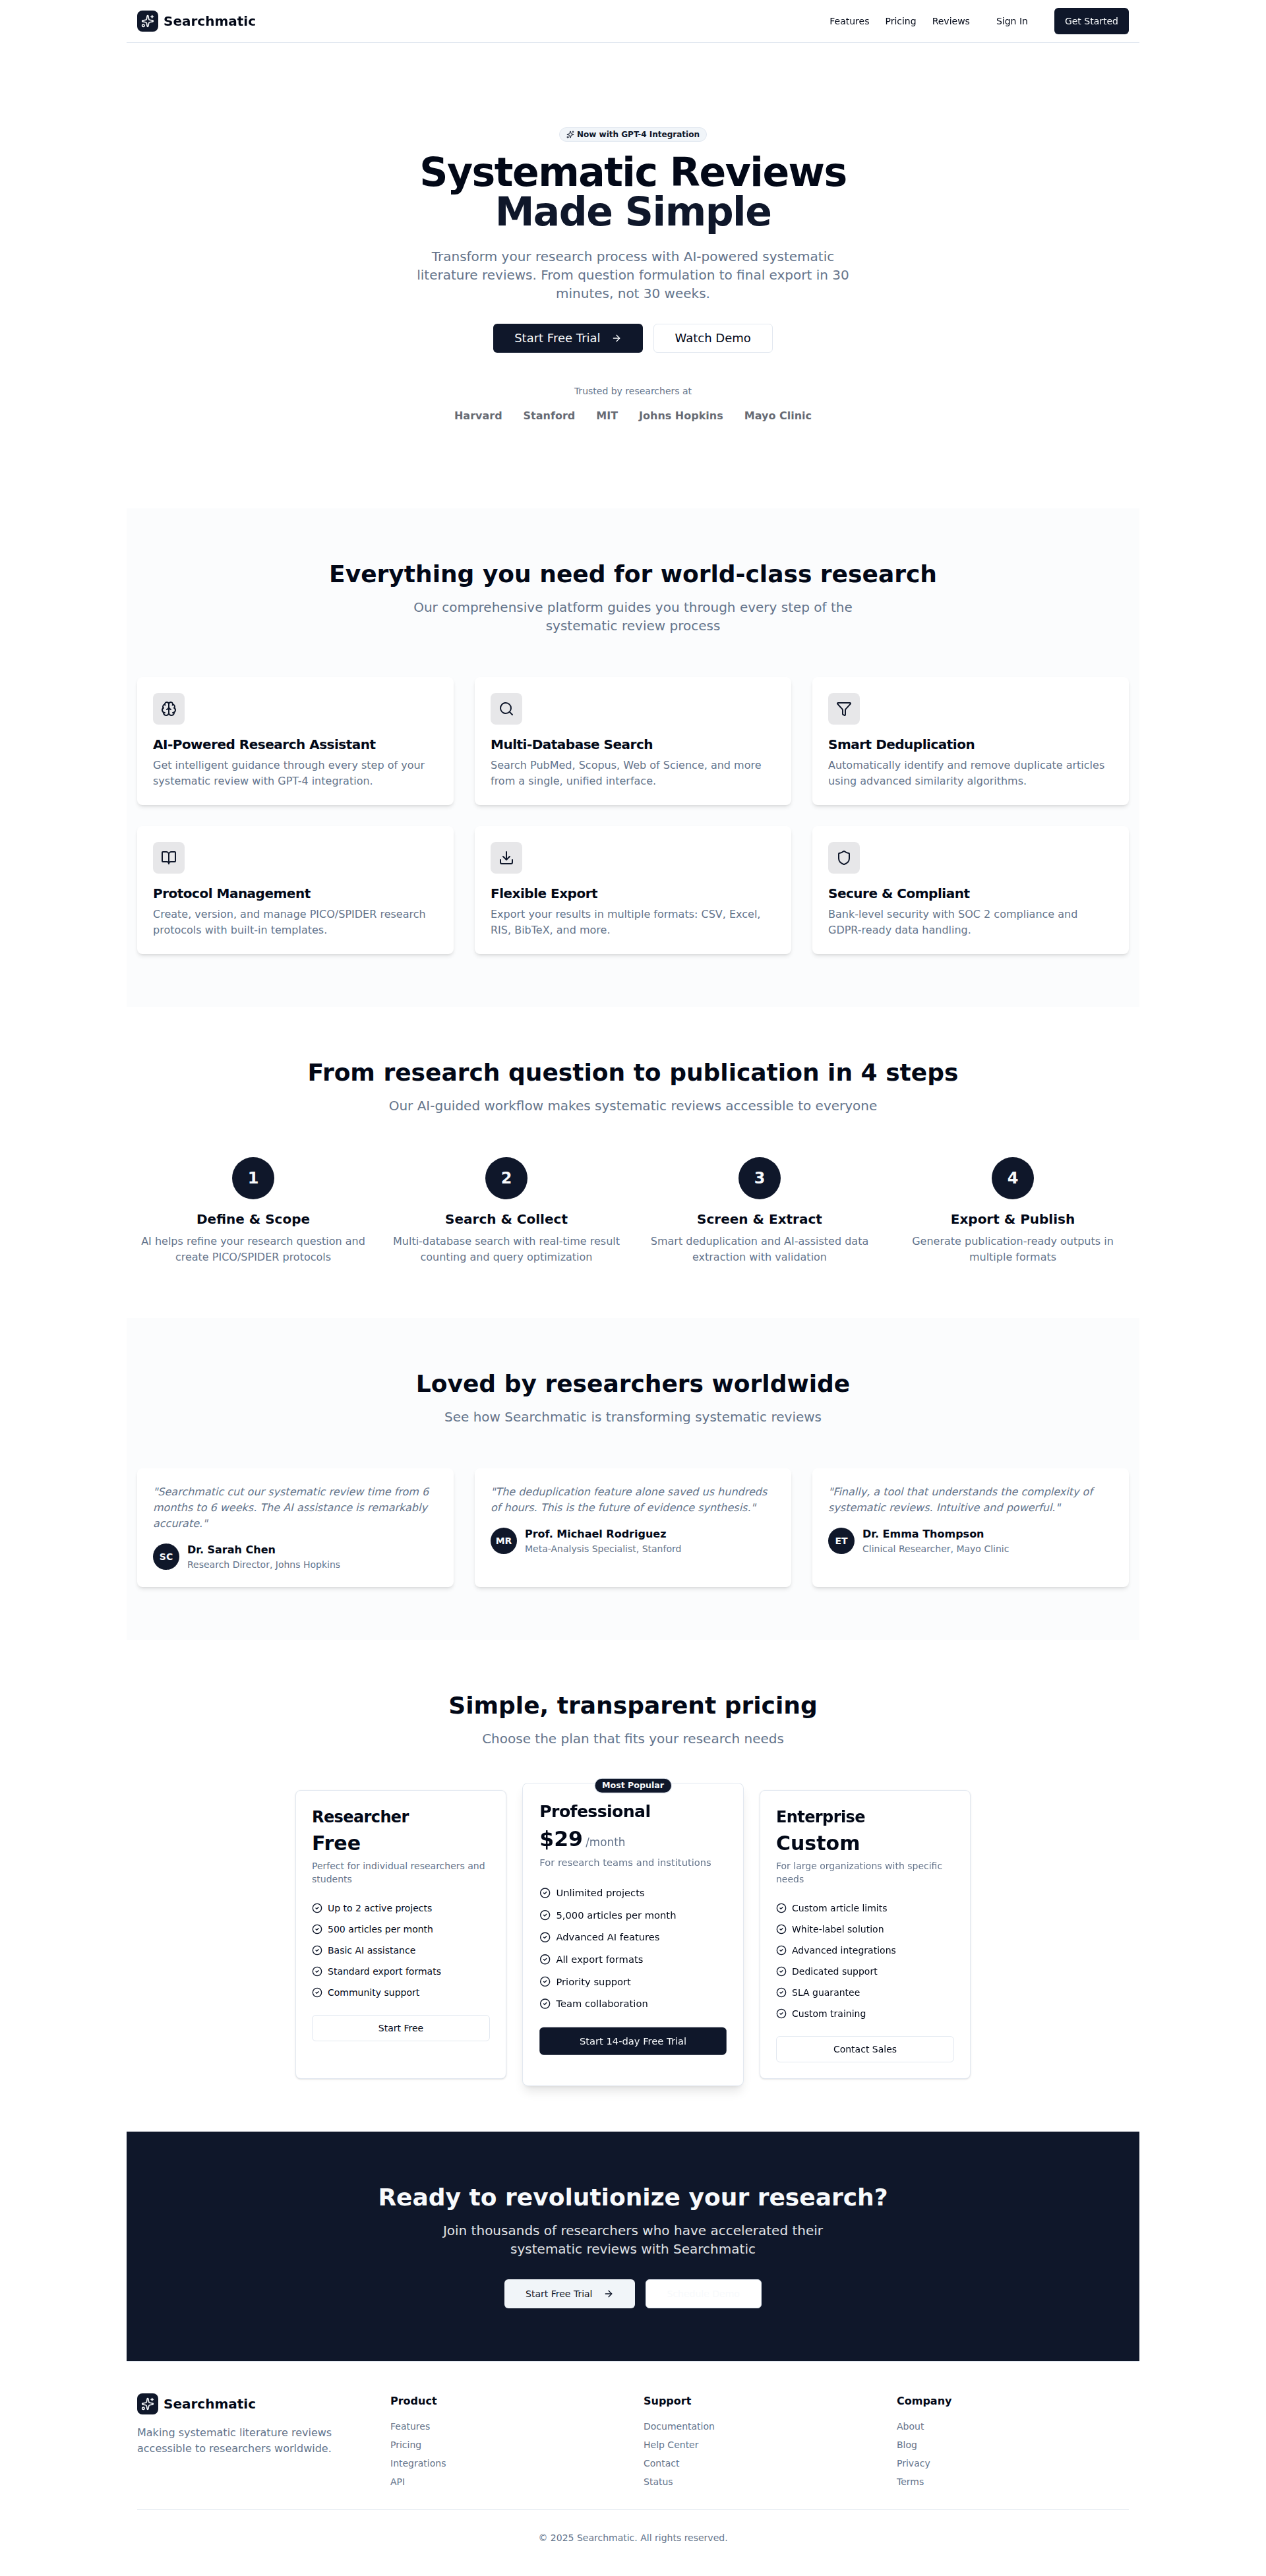 Searchmatic
Features
Pricing
Reviews
Sign In
Get Started
Now with GPT-4 Integration
Systematic Reviews
Made Simple
Transform your research process with AI-powered systematic
literature reviews. From question formulation to final export in 30
minutes, not 30 weeks.
Start Free Trial
Watch Demo
Trusted by researchers at
Harvard
Stanford
MIT
Johns Hopkins
Mayo Clinic
Everything you need for world-class research
Our comprehensive platform guides you through every step of the
systematic review process
AI-Powered Research Assistant
Get intelligent guidance through every step of your
systematic review with GPT-4 integration.
Multi-Database Search
Search PubMed, Scopus, Web of Science, and more
from a single, unified interface.
Smart Deduplication
Automatically identify and remove duplicate articles
using advanced similarity algorithms.
Protocol Management
Create, version, and manage PICO/SPIDER research
protocols with built-in templates.
Flexible Export
Export your results in multiple formats: CSV, Excel,
RIS, BibTeX, and more.
Secure & Compliant
Bank-level security with SOC 2 compliance and
GDPR-ready data handling.
From research question to publication in 4 steps
Our AI-guided workflow makes systematic reviews accessible to everyone
1
Define & Scope
AI helps refine your research question and
create PICO/SPIDER protocols
2
Search & Collect
Multi-database search with real-time result
counting and query optimization
3
Screen & Extract
Smart deduplication and AI-assisted data
extraction with validation
4
Export & Publish
Generate publication-ready outputs in
multiple formats
Loved by researchers worldwide
See how Searchmatic is transforming systematic reviews
"Searchmatic cut our systematic review time from 6
months to 6 weeks. The AI assistance is remarkably
accurate."
SC
Dr. Sarah Chen
Research Director, Johns Hopkins
"The deduplication feature alone saved us hundreds
of hours. This is the future of evidence synthesis."
MR
Prof. Michael Rodriguez
Meta-Analysis Specialist, Stanford
"Finally, a tool that understands the complexity of
systematic reviews. Intuitive and powerful."
ET
Dr. Emma Thompson
Clinical Researcher, Mayo Clinic
Simple, transparent pricing
Choose the plan that fits your research needs
Researcher
Free
Perfect for individual researchers and
students
Up to 2 active projects
500 articles per month
Basic AI assistance
Standard export formats
Community support
Start Free
Most Popular
Professional
$29 /month
For research teams and institutions
Unlimited projects
5,000 articles per month
Advanced AI features
All export formats
Priority support
Team collaboration
Start 14-day Free Trial
Enterprise
Custom
For large organizations with specific
needs
Custom article limits
White-label solution
Advanced integrations
Dedicated support
SLA guarantee
Custom training
Contact Sales
Ready to revolutionize your research?
Join thousands of researchers who have accelerated their
systematic reviews with Searchmatic
Start Free Trial
Searchmatic
Making systematic literature reviews
accessible to researchers worldwide.
Product
Features
Pricing
Integrations
API
Support
Documentation
Help Center
Contact
Status
Company
About
Blog
Privacy
Terms
© 2025 Searchmatic. All rights reserved.